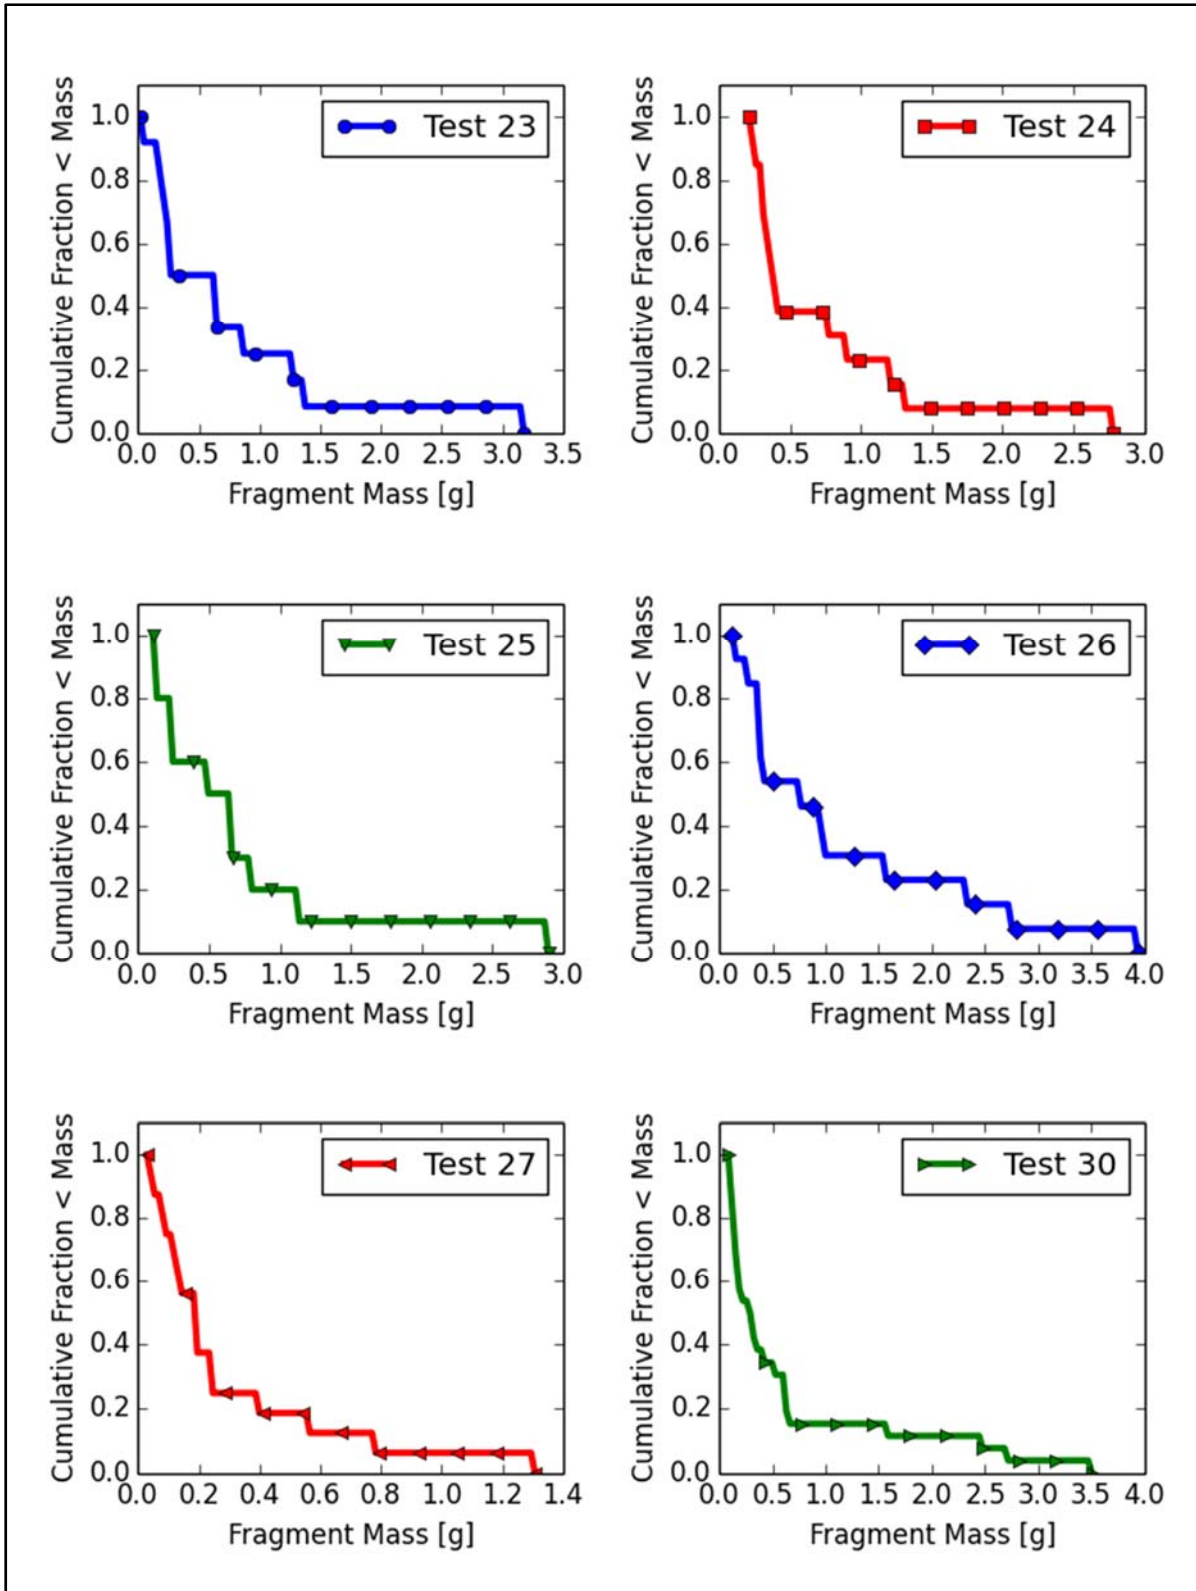 Test 23
Cumulative Fraction < Mass
1.0
0.8
0.6
0.4
0.2
0.0
0.0 0.5 1.0 1.5 2.0 2.5 3.0 3.5
Fragment Mass [g]
Test 24
Cumulative Fraction < Mass
1.0
0.8
0.6
0.4
0.2
0.0
0.0 0.5 1.0 1.5 2.0 2.5 3.0
Fragment Mass [g]
Test 25
Cumulative Fraction < Mass
1.0
0.8
0.6
0.4
0.2
0.0
0.0 0.5 1.0 1.5 2.0 2.5 3.0
Fragment Mass [g]
Test 26
Cumulative Fraction < Mass
1.0
0.8
0.6
0.4
0.2
0.0
0.0 0.5 1.0 1.5 2.0 2.5 3.0 3.5 4.0
Fragment Mass [g]
Test 27
Cumulative Fraction < Mass
1.0
0.8
0.6
0.4
0.2
0.0
0.0 0.2 0.4 0.6 0.8 1.0 1.2 1.4
Fragment Mass [g]
Test 30
Cumulative Fraction < Mass
1.0
0.8
0.6
0.4
0.2
0.0
0.0 0.5 1.0 1.5 2.0 2.5 3.0 3.5 4.0
Fragment Mass [g]